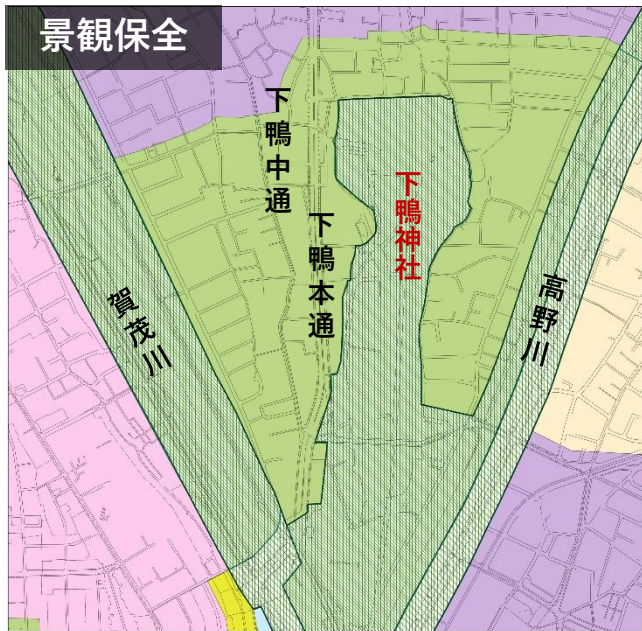 景観保全
下鴨中通
下鴨本通
下鴨神社
賀茂川
高野川